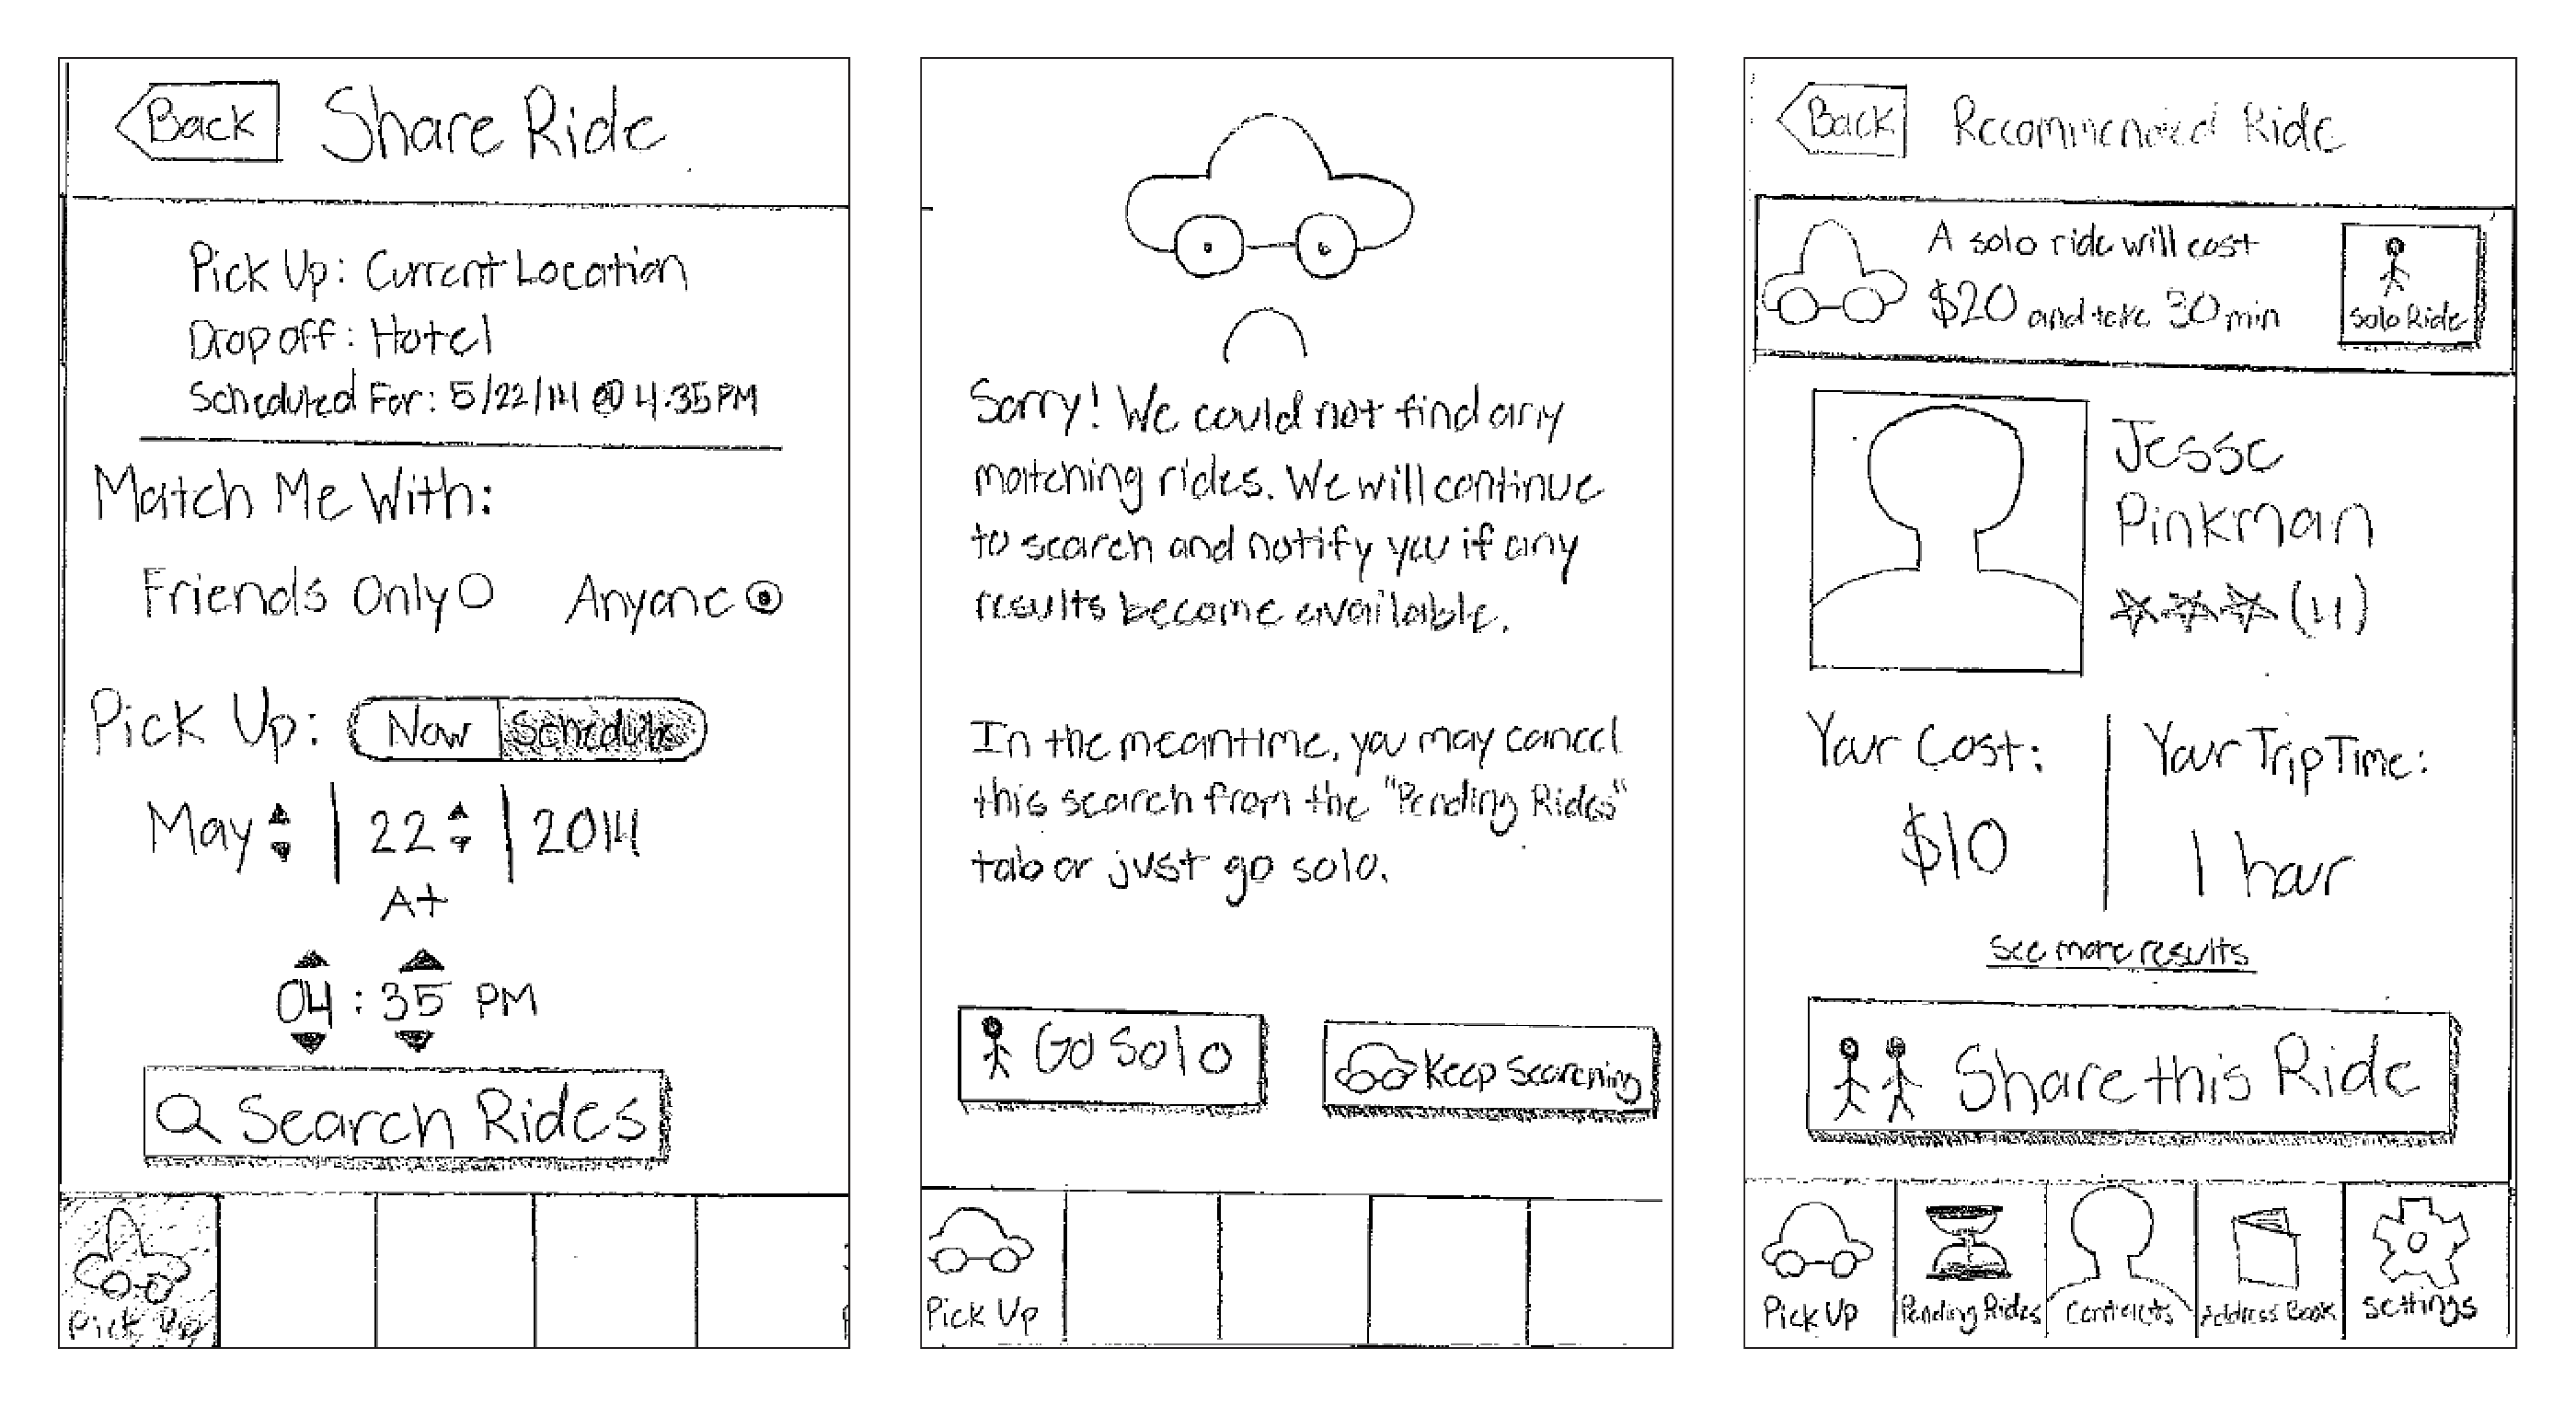 Back
Share Ride
Pick Up: Current Location
Drop off: Hotel
Scheduled For: 5/22/14 @ 4:35PM
Match Me With:
Friends Only
Anyone
Pick Up:
Now
Schedule
May
22
2014
At
04 : 35 PM
Search Rides
Pick Up
Sorry! We could not find any
matching rides. We will continue
to search and notify you if any
results become available.
In the meantime, you may cancel
this search from the "Pending Rides"
tab or just go solo.
Go Solo
Keep Searching
Pick Up
Back
Recommended Ride
A solo ride will cost
$20 and take 30 min
Solo Ride
Jesse
Pinkman
(11)
Your Cost:
$10
Your Trip Time:
1 hour
See more results
Share this Ride
Pick Up
Pending Rides
Contacts
Address Book
Settings